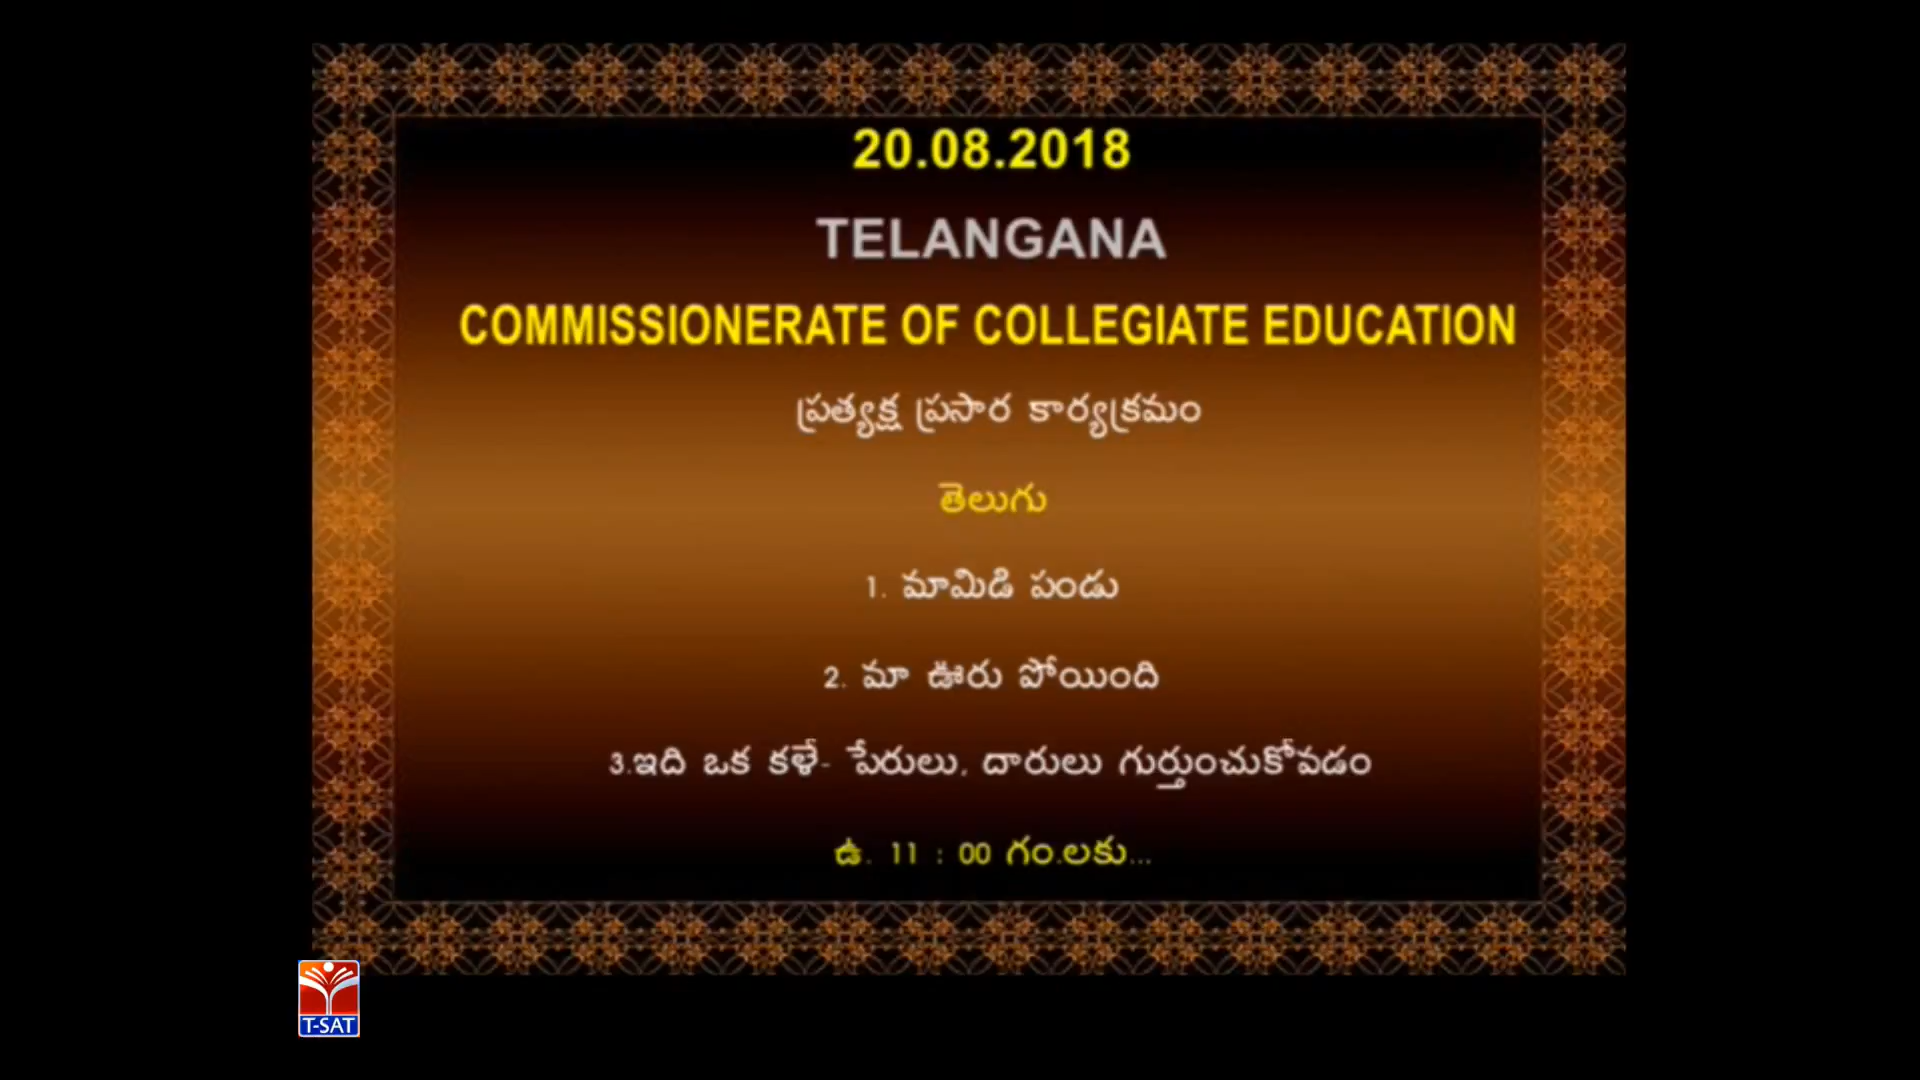 20.08.2018
TELANGANA
COMMISSIONERATE OF COLLEGIATE EDUCATION
ప్రత్యక్ష ప్రసార కార్యక్రమం
తెలుగు
1. మామిడి పండు
2. మా ఊరు పోయింది
3.ఇది ఒక కళే- పేరులు, దారులు గుర్తుంచుకోవడం
ఉ. 11 : 00 గం.లకు...
T-SAT